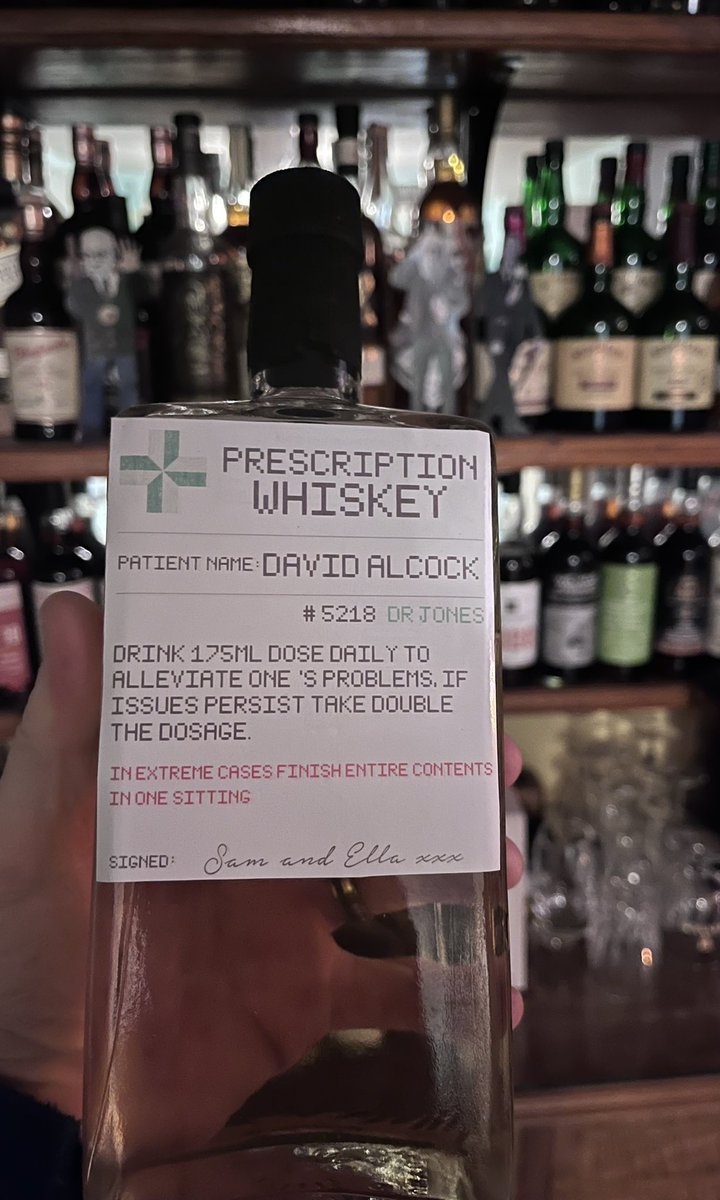 PRESCRIPTION
WHISKEY
PATIENT NAME: DAVID ALCOCK
#5218 DR JONES
DRINK 175ML DOSE DAILY TO
ALLEVIATE ONE 'S PROBLEMS. IF
ISSUES PERSIST TAKE DOUBLE
THE DOSAGE.
IN EXTREME CASES FINISH ENTIRE CONTENTS
IN ONE SITTING
SIGNED: Sam and Ella xxx